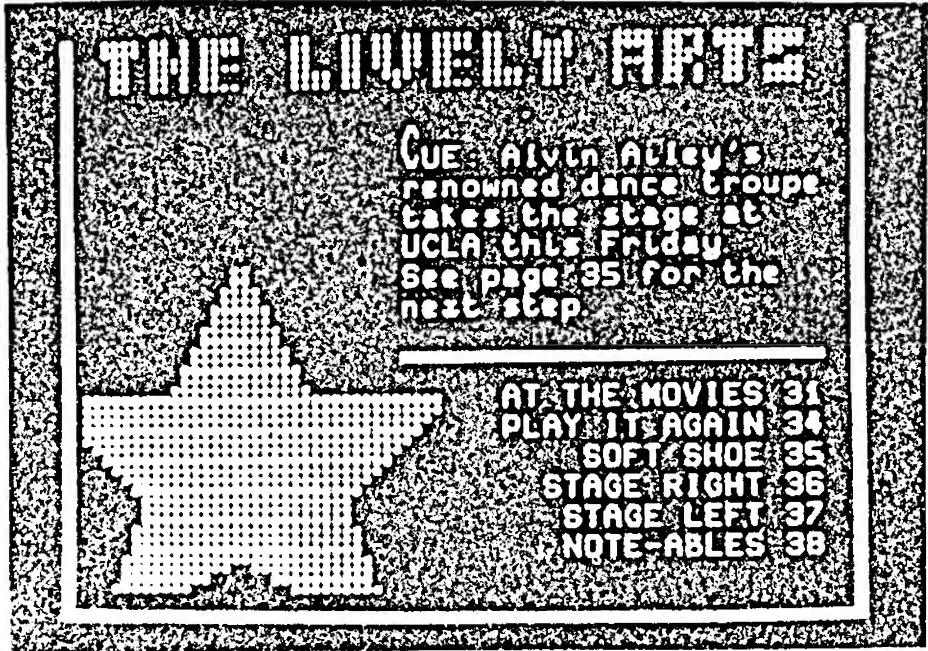 THE LIVELY ARTS
CUE: Alvin Ailey's
renowned dance troupe
takes the stage at
UCLA this Friday.
See page 35 for the
next step.
AT THE MOVIES 31
PLAY IT AGAIN 34
SOFT SHOE 35
STAGE RIGHT 36
STAGE LEFT 37
NOTE-ABLES 38